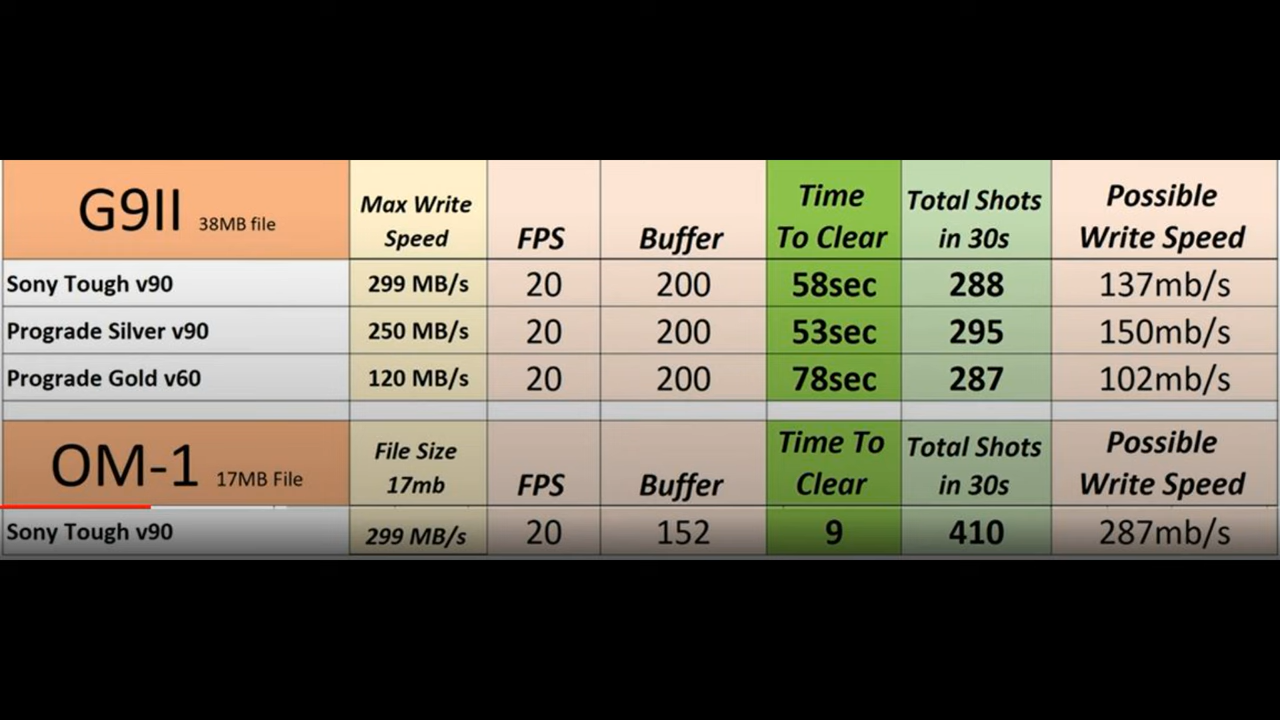 G9II 38MB file Max Write Speed FPS Buffer Time To Clear Total Shots in 30s Possible Write Speed
Sony Tough v90 299 MB/s 20 200 58sec 288 137mb/s
Prograde Silver v90 250 MB/s 20 200 53sec 295 150mb/s
Prograde Gold v60 120 MB/s 20 200 78sec 287 102mb/s
OM-1 17MB File File Size 17mb FPS Buffer Time To Clear Total Shots in 30s Possible Write Speed
Sony Tough v90 299 MB/s 20 152 9 410 287mb/s